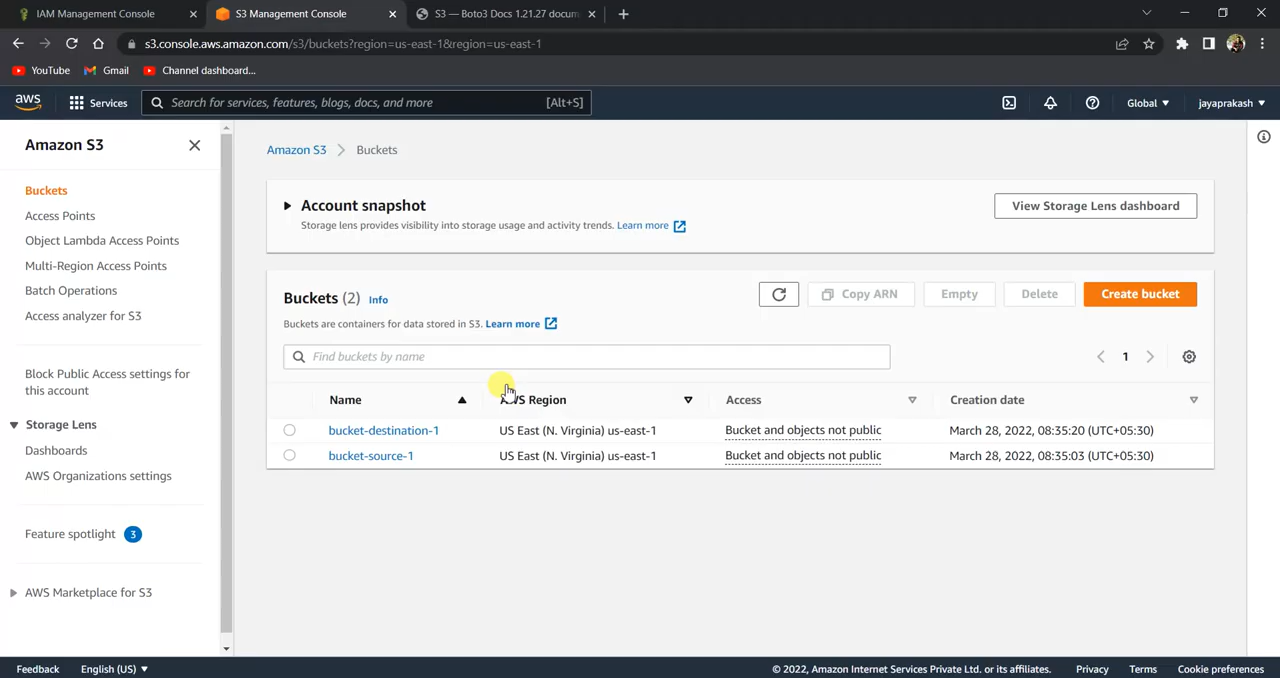 IAM Management Console
S3 Management Console
S3 — Boto3 Docs 1.21.27 docum
s3.console.aws.amazon.com/s3/buckets?region=us-east-1&region=us-east-1
YouTube
Gmail
Channel dashboard...
aws
Services
Search for services, features, blogs, docs, and more
[Alt+S]
Global
jayaprakash
Amazon S3
Buckets
Access Points
Object Lambda Access Points
Multi-Region Access Points
Batch Operations
Access analyzer for S3
Block Public Access settings for
this account
Storage Lens
Dashboards
AWS Organizations settings
Feature spotlight 3
AWS Marketplace for S3
Amazon S3 > Buckets
Account snapshot
Storage lens provides visibility into storage usage and activity trends. Learn more
View Storage Lens dashboard
Buckets (2) Info
Buckets are containers for data stored in S3. Learn more
Copy ARN
Empty
Delete
Create bucket
Find buckets by name
1
Name AWS Region Access Creation date
bucket-destination-1 US East (N. Virginia) us-east-1 Bucket and objects not public March 28, 2022, 08:35:20 (UTC+05:30)
bucket-source-1 US East (N. Virginia) us-east-1 Bucket and objects not public March 28, 2022, 08:35:03 (UTC+05:30)
Feedback English (US)
© 2022, Amazon Internet Services Private Ltd. or its affiliates. Privacy Terms Cookie preferences